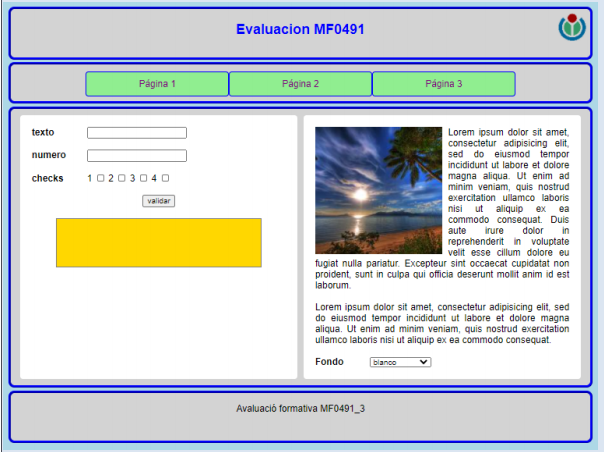 Evaluacion MF0491
Página 1 Página 2 Página 3
texto
numero
checks 1 2 3 4
validar
Lorem ipsum dolor sit amet,
consectetur adipisicing elit,
sed do eiusmod tempor
incididunt ut labore et dolore
magna aliqua. Ut enim ad
minim veniam, quis nostrud
exercitation ullamco laboris
nisi ut aliquip ex ea
commodo consequat. Duis
aute irure dolor in
reprehenderit in voluptate
velit esse cillum dolore eu
fugiat nulla pariatur. Excepteur sint occaecat cupidatat non
proident, sunt in culpa qui officia deserunt mollit anim id est
laborum.
Lorem ipsum dolor sit amet, consectetur adipisicing elit, sed
do eiusmod tempor incididunt ut labore et dolore magna
aliqua. Ut enim ad minim veniam, quis nostrud exercitation
ullamco laboris nisi ut aliquip ex ea commodo consequat.
Fondo blanco
Avaluació formativa MF0491_3